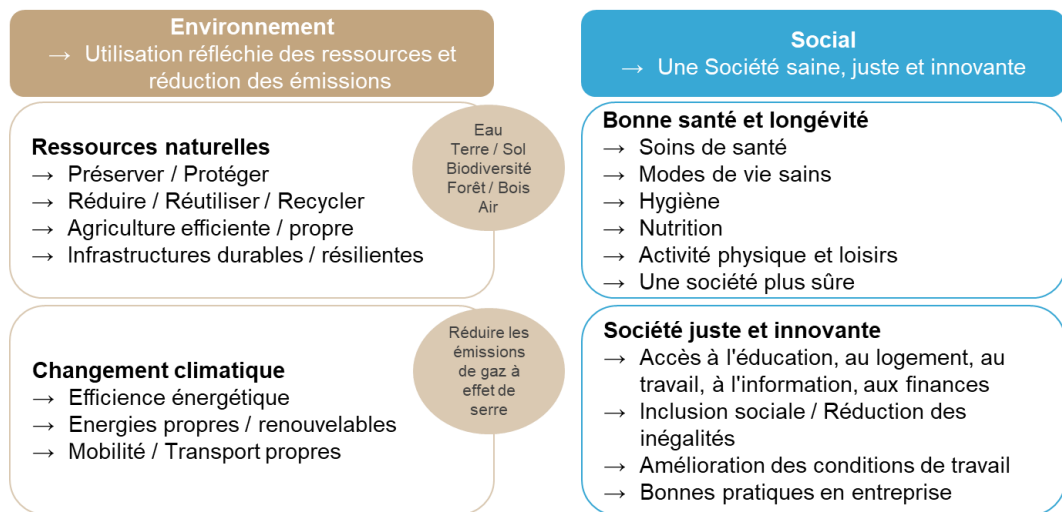 Environnement
→ Utilisation réfléchie des ressources et
réduction des émissions
Ressources naturelles
→ Préserver / Protéger
→ Réduire / Réutiliser / Recycler
→ Agriculture efficiente / propre
→ Infrastructures durables / résilientes
Eau
Terre / Sol
Biodiversité
Forêt / Bois
Air
Changement climatique
→ Efficience énergétique
→ Energies propres / renouvelables
→ Mobilité / Transport propres
Réduire les
émissions
de gaz à
effet de
serre
Social
→ Une Société saine, juste et innovante
Bonne santé et longévité
→ Soins de santé
→ Modes de vie sains
→ Hygiène
→ Nutrition
→ Activité physique et loisirs
→ Une société plus sûre
Société juste et innovante
→ Accès à l'éducation, au logement, au
travail, à l'information, aux finances
→ Inclusion sociale / Réduction des
inégalités
→ Amélioration des conditions de travail
→ Bonnes pratiques en entreprise